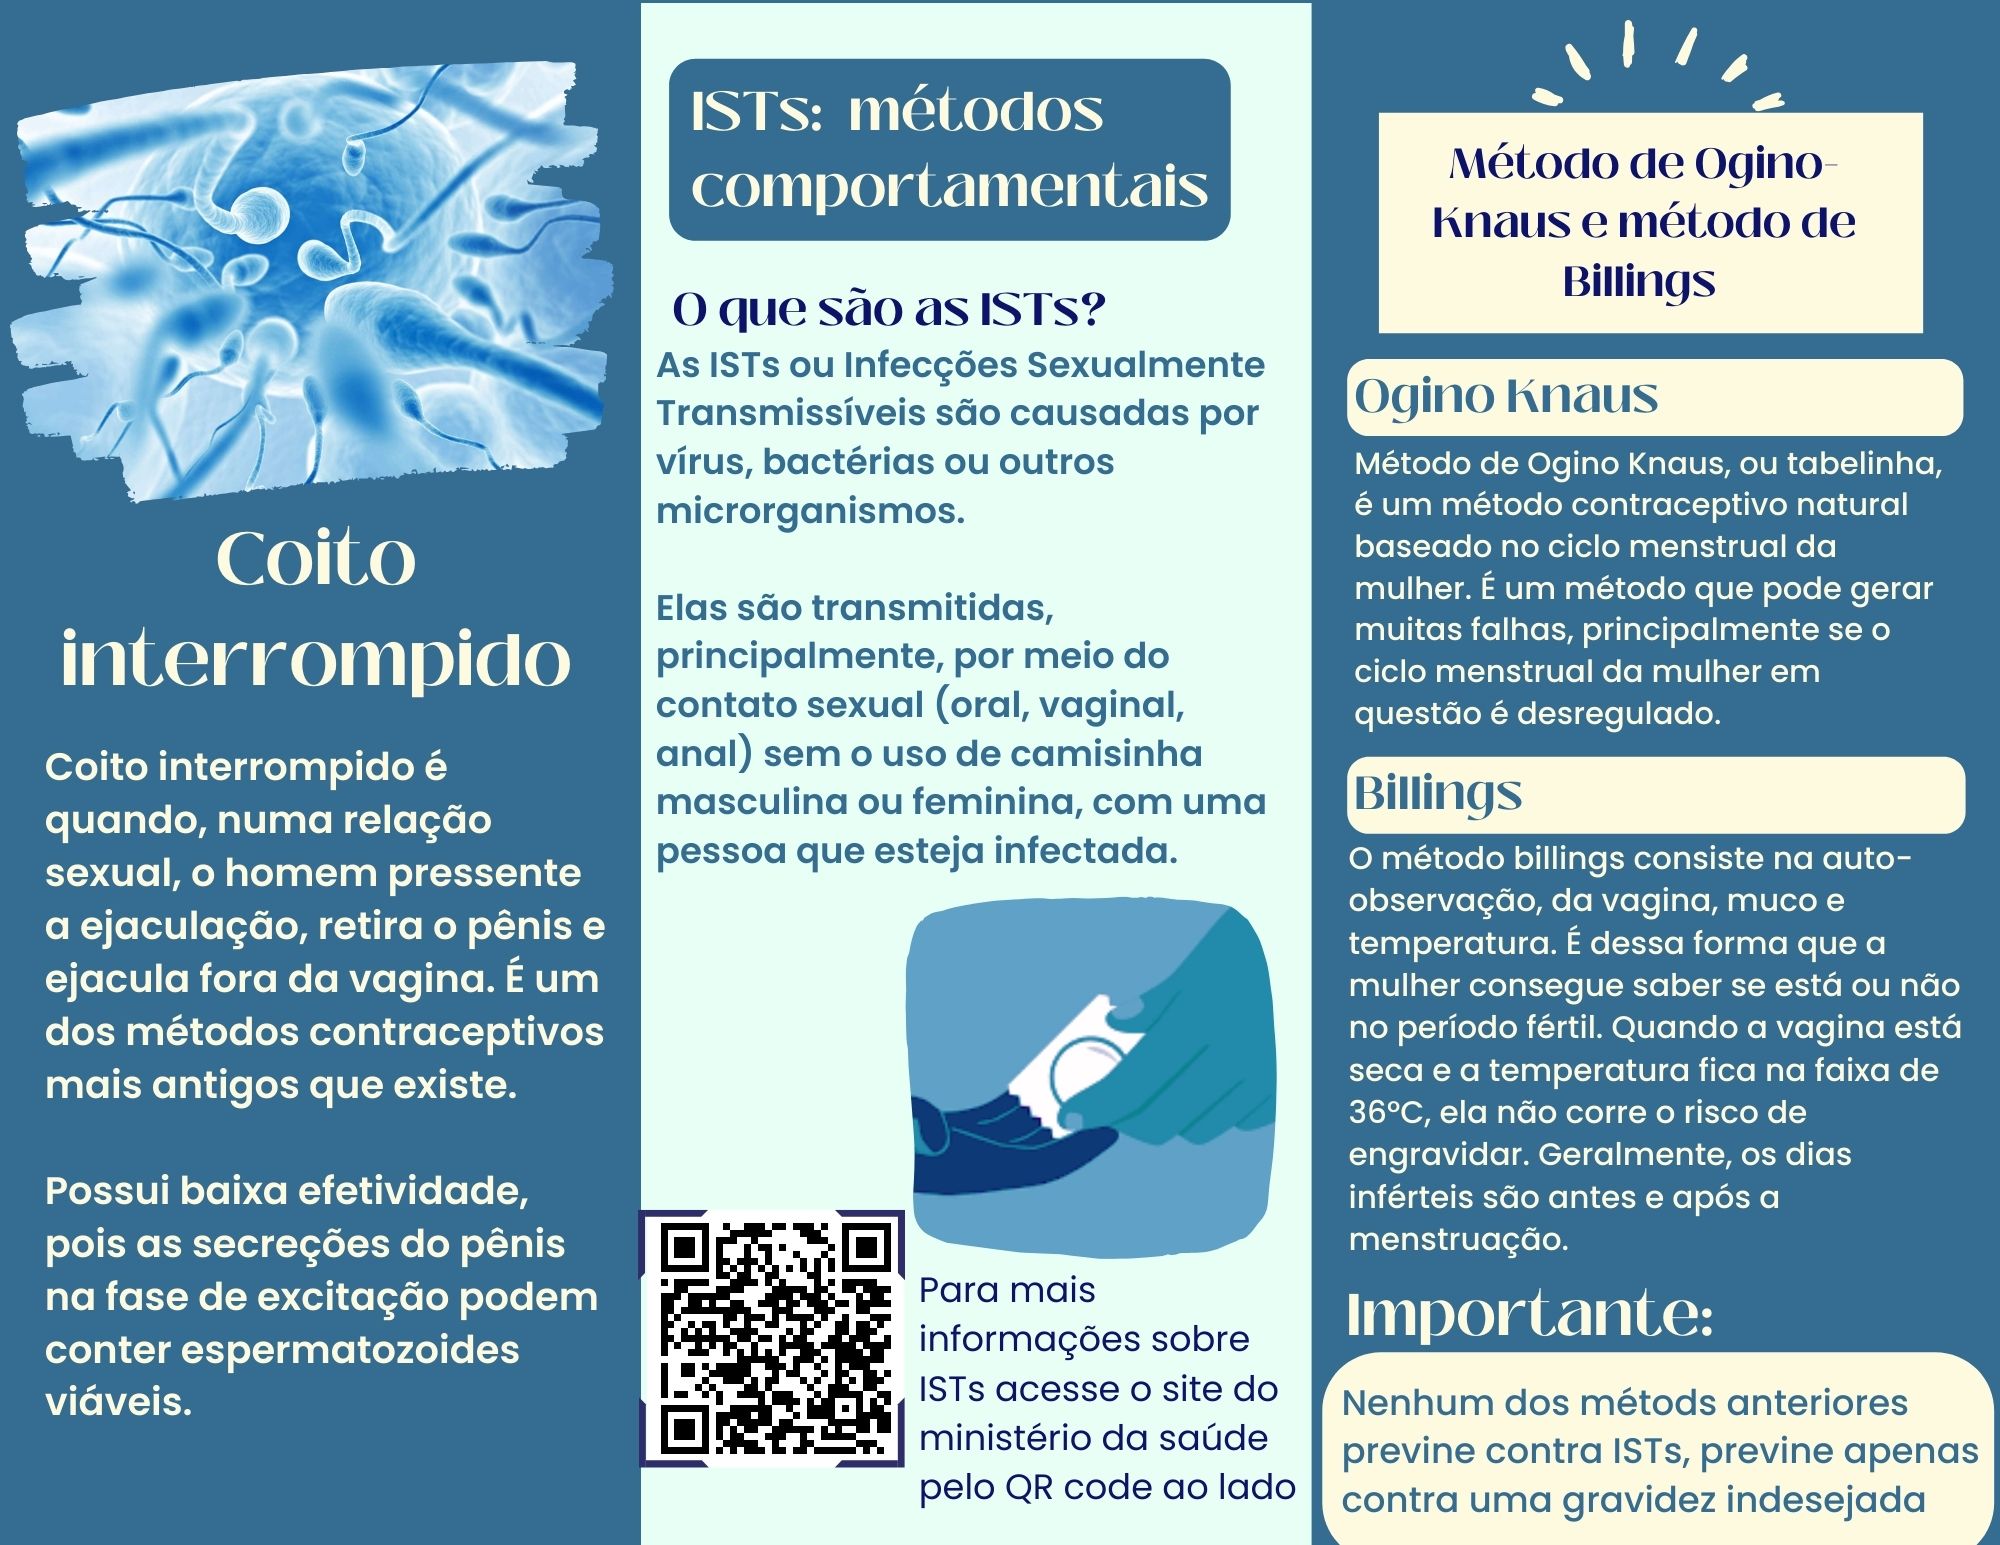 Coito
interrompido
Coito interrompido é
quando, numa relação
sexual, o homem pressente
a ejaculação, retira o pênis e
ejacula fora da vagina. É um
dos métodos contraceptivos
mais antigos que existe.
Possui baixa efetividade,
pois as secreções do pênis
na fase de excitação podem
conter espermatozoides
viáveis.
ISTs: métodos
comportamentais
O que são as ISTs?
As ISTs ou Infecções Sexualmente
Transmissíveis são causadas por
vírus, bactérias ou outros
microrganismos.
Elas são transmitidas,
principalmente, por meio do
contato sexual (oral, vaginal,
anal) sem o uso de camisinha
masculina ou feminina, com uma
pessoa que esteja infectada.
Para mais
informações sobre
ISTs acesse o site do
ministério da saúde
pelo QR code ao lado
Método de Ogino-
Knaus e método de
Billings
Ogino Knaus
Método de Ogino Knaus, ou tabelinha,
é um método contraceptivo natural
baseado no ciclo menstrual da
mulher. É um método que pode gerar
muitas falhas, principalmente se o
ciclo menstrual da mulher em
questão é desregulado.
Billings
O método billings consiste na auto-
observação, da vagina, muco e
temperatura. É dessa forma que a
mulher consegue saber se está ou não
no período fértil. Quando a vagina está
seca e a temperatura fica na faixa de
36°C, ela não corre o risco de
engravidar. Geralmente, os dias
inférteis são antes e após a
menstruação.
Importante:
Nenhum dos métods anteriores
previne contra ISTs, previne apenas
contra uma gravidez indesejada